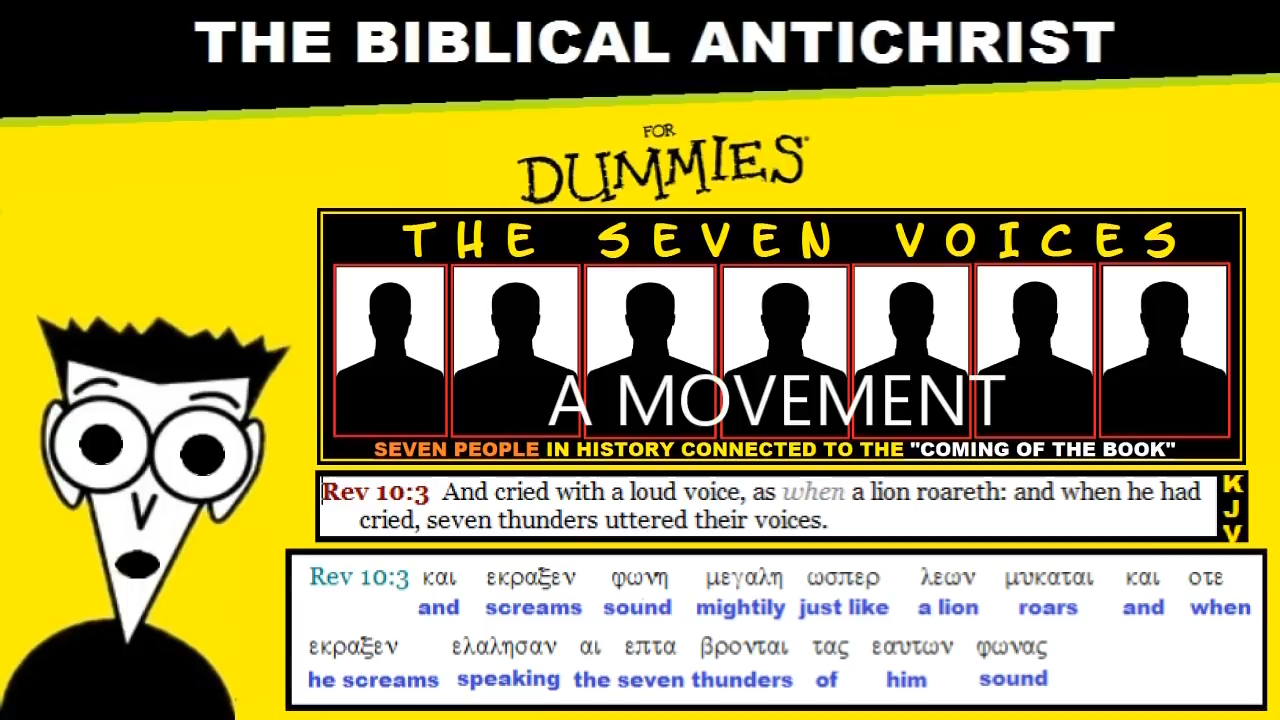 THE BIBLICAL ANTICHRIST
FOR
DUMMIES
THE SEVEN VOICES
A MOVEMENT
SEVEN PEOPLE IN HISTORY CONNECTED TO THE "COMING OF THE BOOK"
Rev 10:3 And cried with a loud voice, as when a lion roareth: and when he had
cried, seven thunders uttered their voices.
KJV
Rev 10:3 και εκραξεν φωνη μεγαλη ωσπερ λεων μυκαται και οτε
and screams sound mightily just like a lion roars and when
εκραξεν ελαλησαν αι επτα βρονται τας εαυτων φωνας
he screams speaking the seven thunders of him sound